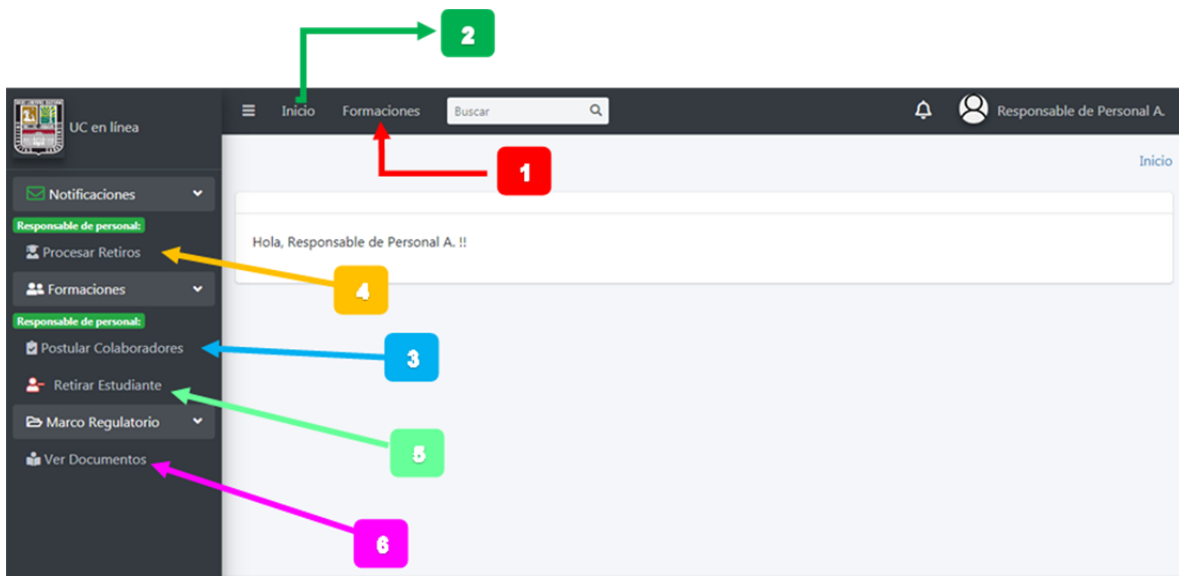 2
UC en línea
Inicio Formaciones Buscar
Responsable de Personal A.
1
Inicio
Notificaciones
Responsable de personal:
Procesar Retiros
Hola, Responsable de Personal A. !!
4
Formaciones
Responsable de personal:
Postular Colaboradores
3
Retirar Estudiante
Marco Regulatorio
5
Ver Documentos
6